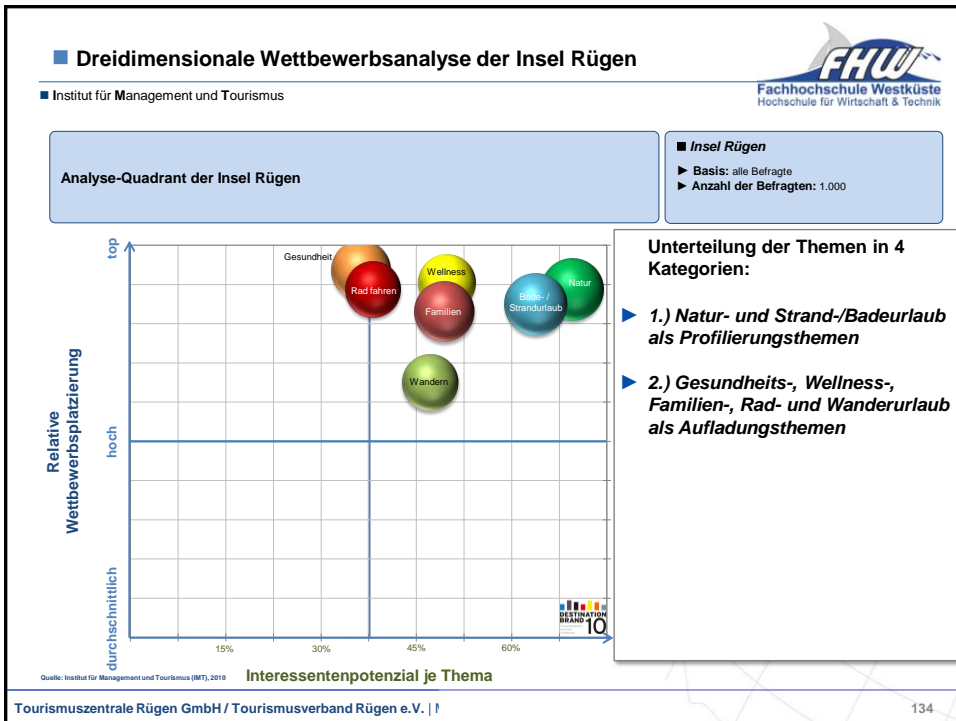 Dreidimensionale Wettbewerbsanalyse der Insel Rügen
FHW
Fachhochschule Westküste
Hochschule für Wirtschaft & Technik
Institut für Management und Tourismus
Analyse-Quadrant der Insel Rügen
Insel Rügen
Basis: alle Befragte
Anzahl der Befragten: 1.000
Relative
Wettbewerbsplatzierung
top
hoch
durchschnittlich
Gesundheit
Rad fahren
Wellness
Familien
Wandern
Bade- /
Strandurlaub
Natur
15%
30%
45%
60%
Interessentenpotenzial je Thema
DESTINATION
BRAND 10
Unterteilung der Themen in 4
Kategorien:
1.) Natur- und Strand-/Badeurlaub
als Profilierungsthemen
2.) Gesundheits-, Wellness-,
Familien-, Rad- und Wanderurlaub
als Aufladungsthemen
Quelle: Institut für Management und Tourismus (IMT), 2010
Tourismuszentrale Rügen GmbH / Tourismusverband Rügen e.V. |
134